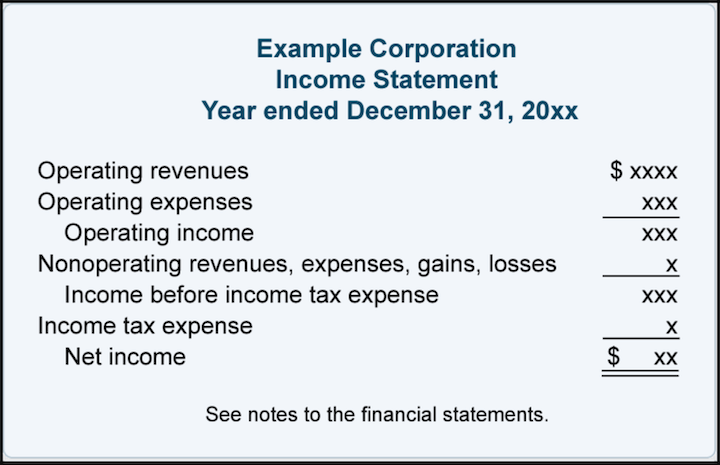 Example Corporation
Income Statement
Year ended December 31, 20xx
Operating revenues $ xxxx
Operating expenses xxx
Operating income xxx
Nonoperating revenues, expenses, gains, losses x
Income before income tax expense xxx
Income tax expense x
Net income $ xx
See notes to the financial statements.